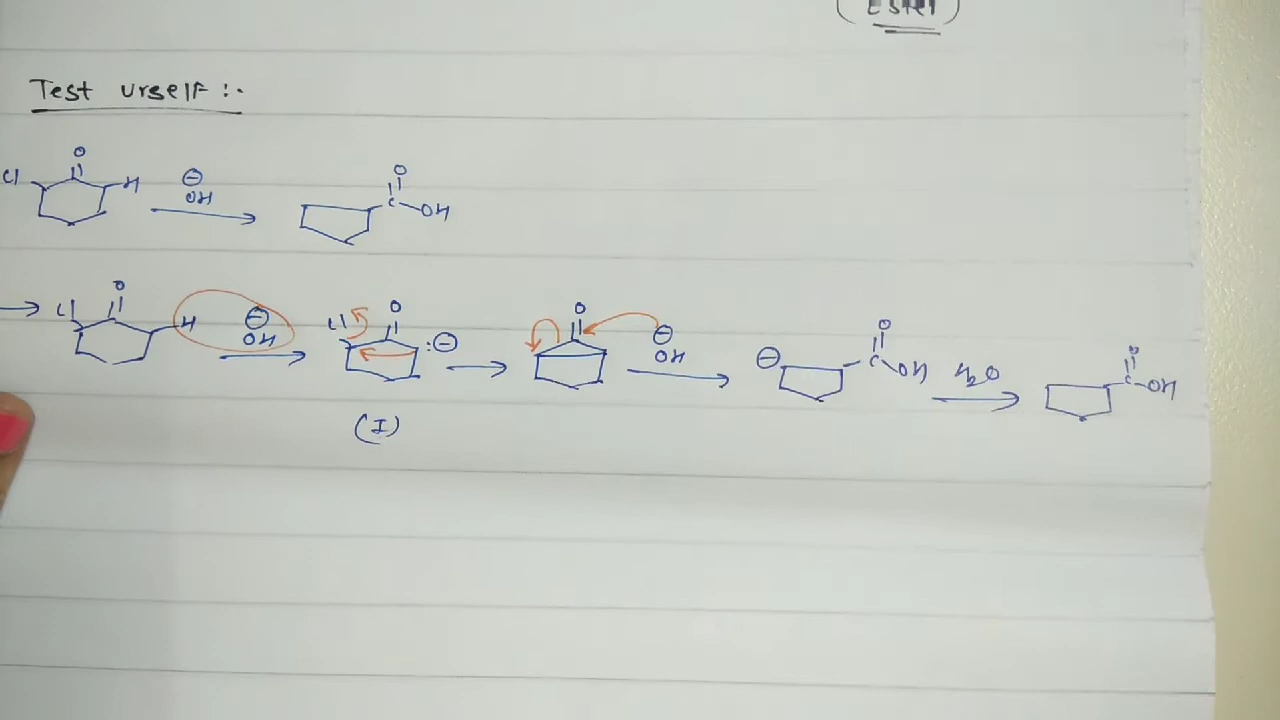 Test urself :-
Cl O H ⊖ OH O C OH
→ Cl O H ⊖ OH Cl O :⊖ O ⊖ OH ⊖ O C OH H2O O C OH
(I)